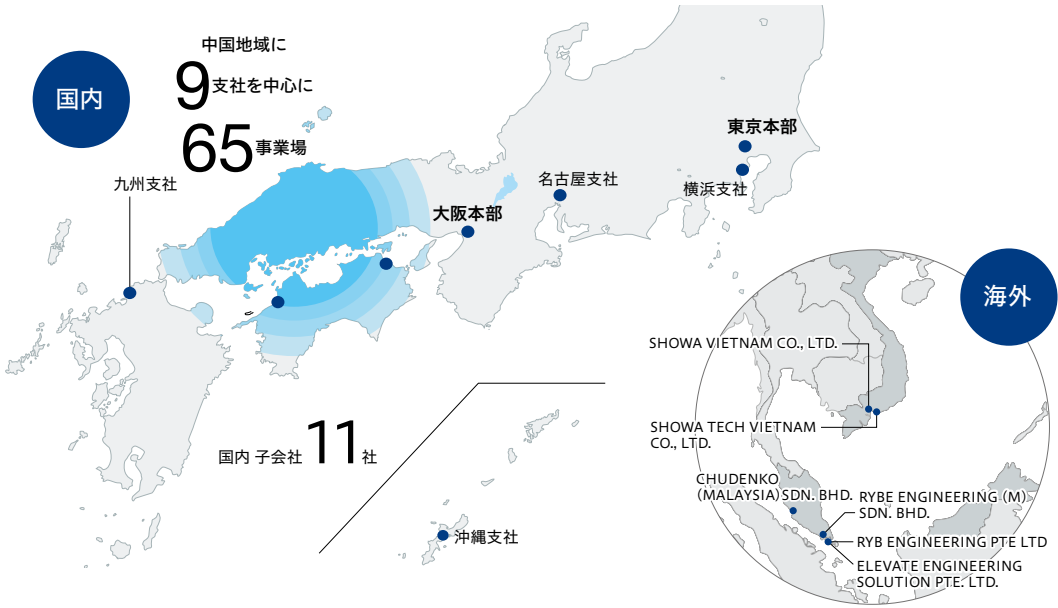 国内
中国地域に
9支社を中心に
65事業場
九州支社
大阪本部
名古屋支社
東京本部
横浜支社
国内 子会社 11社
沖縄支社
海外
SHOWA VIETNAM CO., LTD.
SHOWA TECH VIETNAM
CO., LTD.
CHUDENKO
(MALAYSIA) SDN. BHD.
RYBE ENGINEERING (M)
SDN. BHD.
RYB ENGINEERING PTE LTD
ELEVATE ENGINEERING
SOLUTION PTE. LTD.